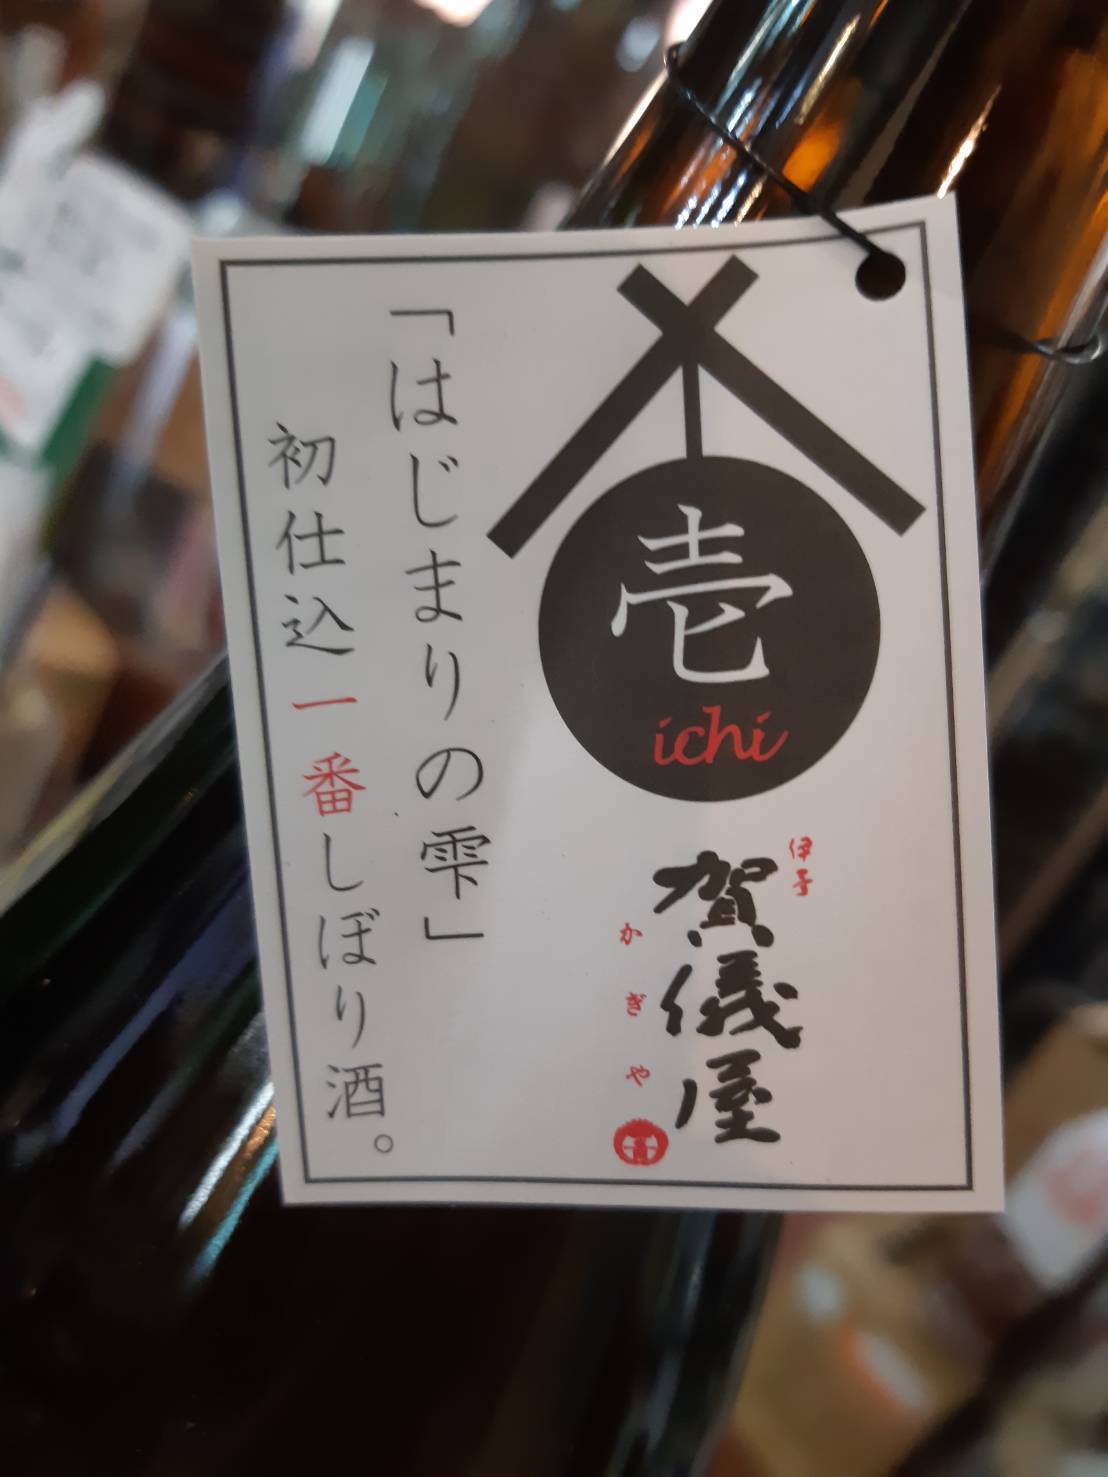 壱
ichi
伊予
賀儀屋
かぎや
「はじまりの雫」
初仕込一番しぼり酒。